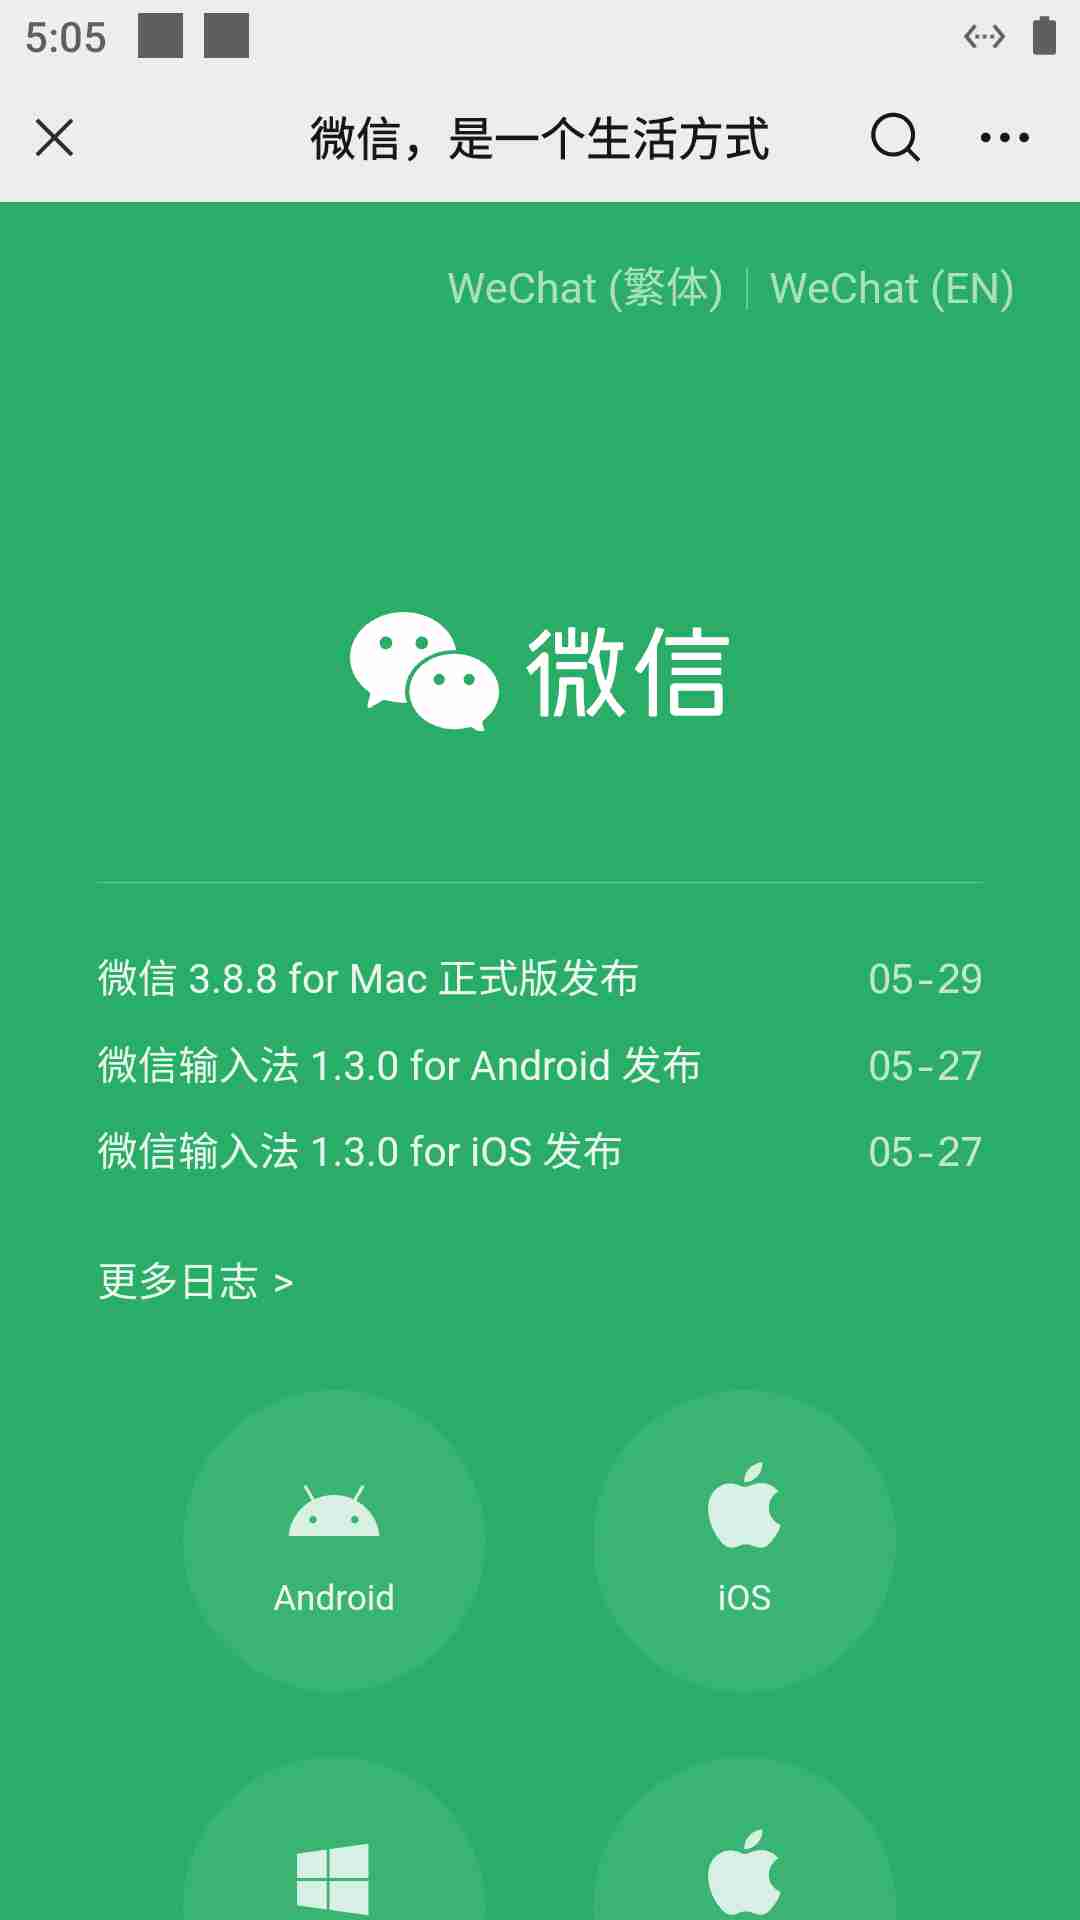 5:05
微信，是一个生活方式
WeChat (繁体) | WeChat (EN)
微信
微信 3.8.8 for Mac 正式版发布 05-29
微信输入法 1.3.0 for Android 发布 05-27
微信输入法 1.3.0 for iOS 发布 05-27
更多日志 >
Android iOS